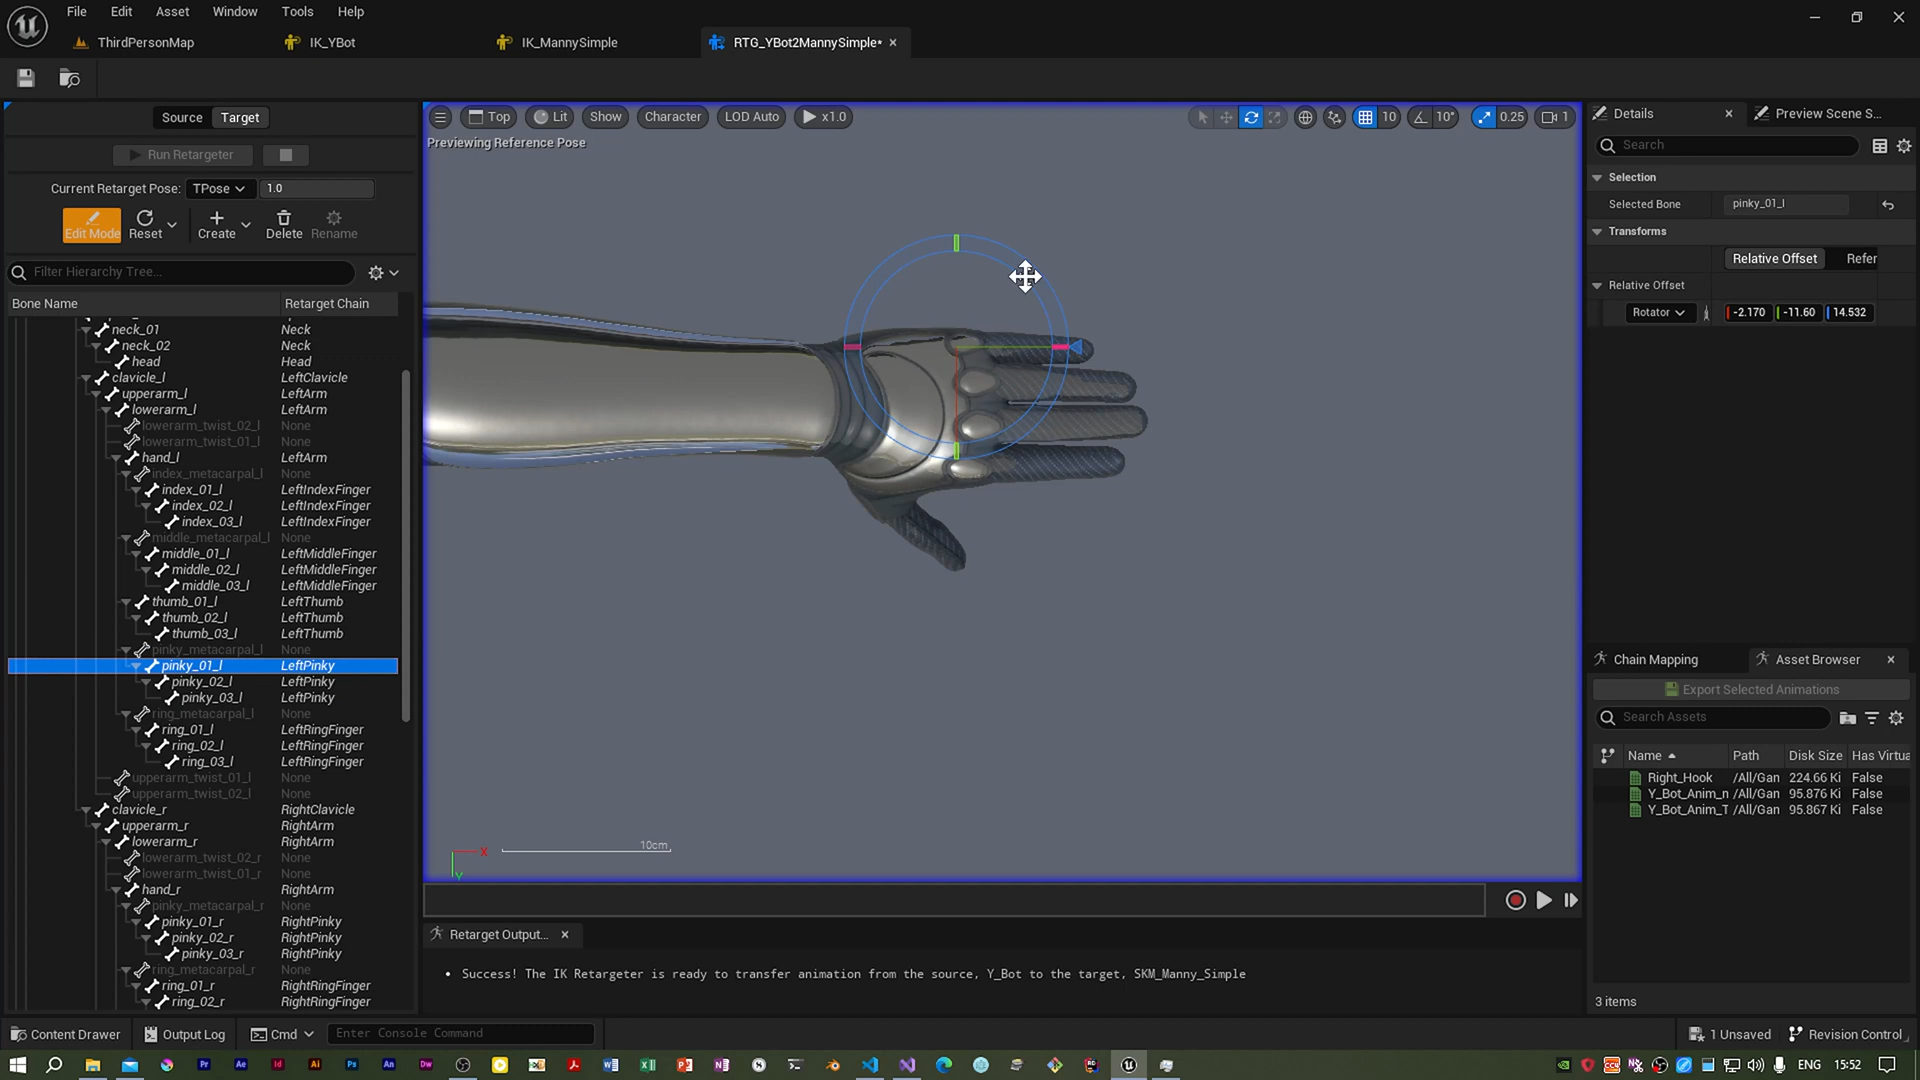 File Edit Asset Window Tools Help
ThirdPersonMap IK_YBot IK_MannySimple RTG_YBot2MannySimple*
Source Target
Run Retargeter
Current Retarget Pose: TPose 1.0
Edit Mode Reset Create Delete Rename
Filter Hierarchy Tree...
Bone Name Retarget Chain
neck_01 Neck
neck_02 Neck
head Head
clavicle_l LeftClavicle
upperarm_l LeftArm
lowerarm_l LeftArm
lowerarm_twist_02_l None
lowerarm_twist_01_l None
hand_l LeftArm
index_metacarpal_l None
index_01_l LeftIndexFinger
index_02_l LeftIndexFinger
index_03_l LeftIndexFinger
middle_metacarpal_l None
middle_01_l LeftMiddleFinger
middle_02_l LeftMiddleFinger
middle_03_l LeftMiddleFinger
thumb_01_l LeftThumb
thumb_02_l LeftThumb
thumb_03_l LeftThumb
pinky_metacarpal_l None
pinky_01_l LeftPinky
pinky_02_l LeftPinky
pinky_03_l LeftPinky
ring_metacarpal_l None
ring_01_l LeftRingFinger
ring_02_l LeftRingFinger
ring_03_l LeftRingFinger
upperarm_twist_01_l None
upperarm_twist_02_l None
clavicle_r RightClavicle
upperarm_r RightArm
lowerarm_r RightArm
lowerarm_twist_02_r None
lowerarm_twist_01_r None
hand_r RightArm
pinky_metacarpal_r None
pinky_01_r RightPinky
pinky_02_r RightPinky
pinky_03_r RightPinky
ring_metacarpal_r None
ring_01_r RightRingFinger
ring_02_r RightRingFinger
Top Lit Show Character LOD Auto x1.0 10 10° 0.25 1
Previewing Reference Pose
10cm
X
Y
Retarget Output...
• Success! The IK Retargeter is ready to transfer animation from the source, Y_Bot to the target, SKM_Manny_Simple
Details Preview Scene S...
Search
Selection
Selected Bone pinky_01_l
Transforms
Relative Offset Refer
Relative Offset
Rotator -2.170 -11.60 14.532
Chain Mapping Asset Browser
Export Selected Animations
Search Assets
Name Path Disk Size Has Virtua
Right_Hook /All/Gan 224.66 Ki False
Y_Bot_Anim_n /All/Gan 95.876 Ki False
Y_Bot_Anim_T /All/Gan 95.867 Ki False
3 items
Content Drawer Output Log Cmd Enter Console Command 1 Unsaved Revision Control
Pr Ae Id Ai Ps An Dw ENG 15:52